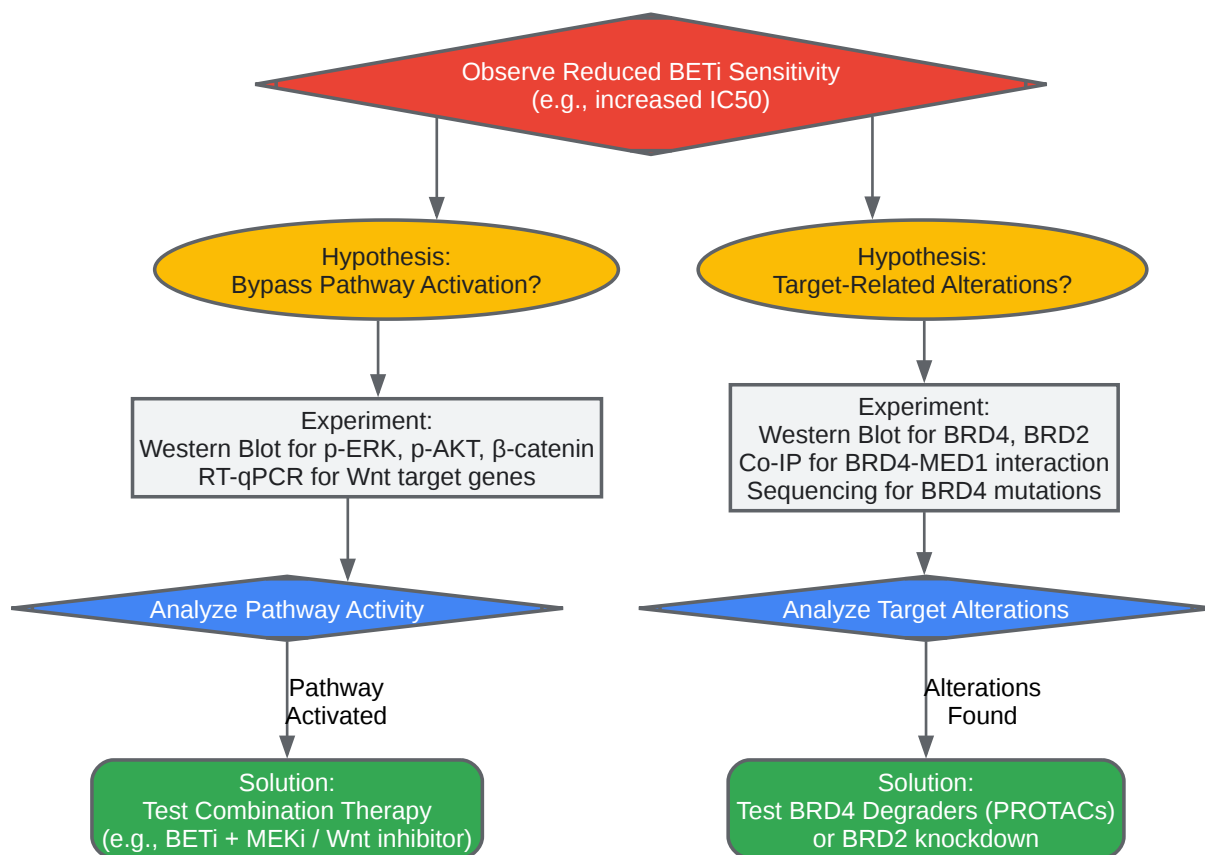 Observe Reduced BETi Sensitivity
(e.g., increased IC50)
Hypothesis:
Bypass Pathway Activation?
Hypothesis:
Target-Related Alterations?
Experiment:
Western Blot for p-ERK, p-AKT, β-catenin
RT-qPCR for Wnt target genes
Experiment:
Western Blot for BRD4, BRD2
Co-IP for BRD4-MED1 interaction
Sequencing for BRD4 mutations
Analyze Pathway Activity
Analyze Target Alterations
Pathway
Activated
Alterations
Found
Solution:
Test Combination Therapy
(e.g., BETi + MEKi / Wnt inhibitor)
Solution:
Test BRD4 Degraders (PROTACs)
or BRD2 knockdown